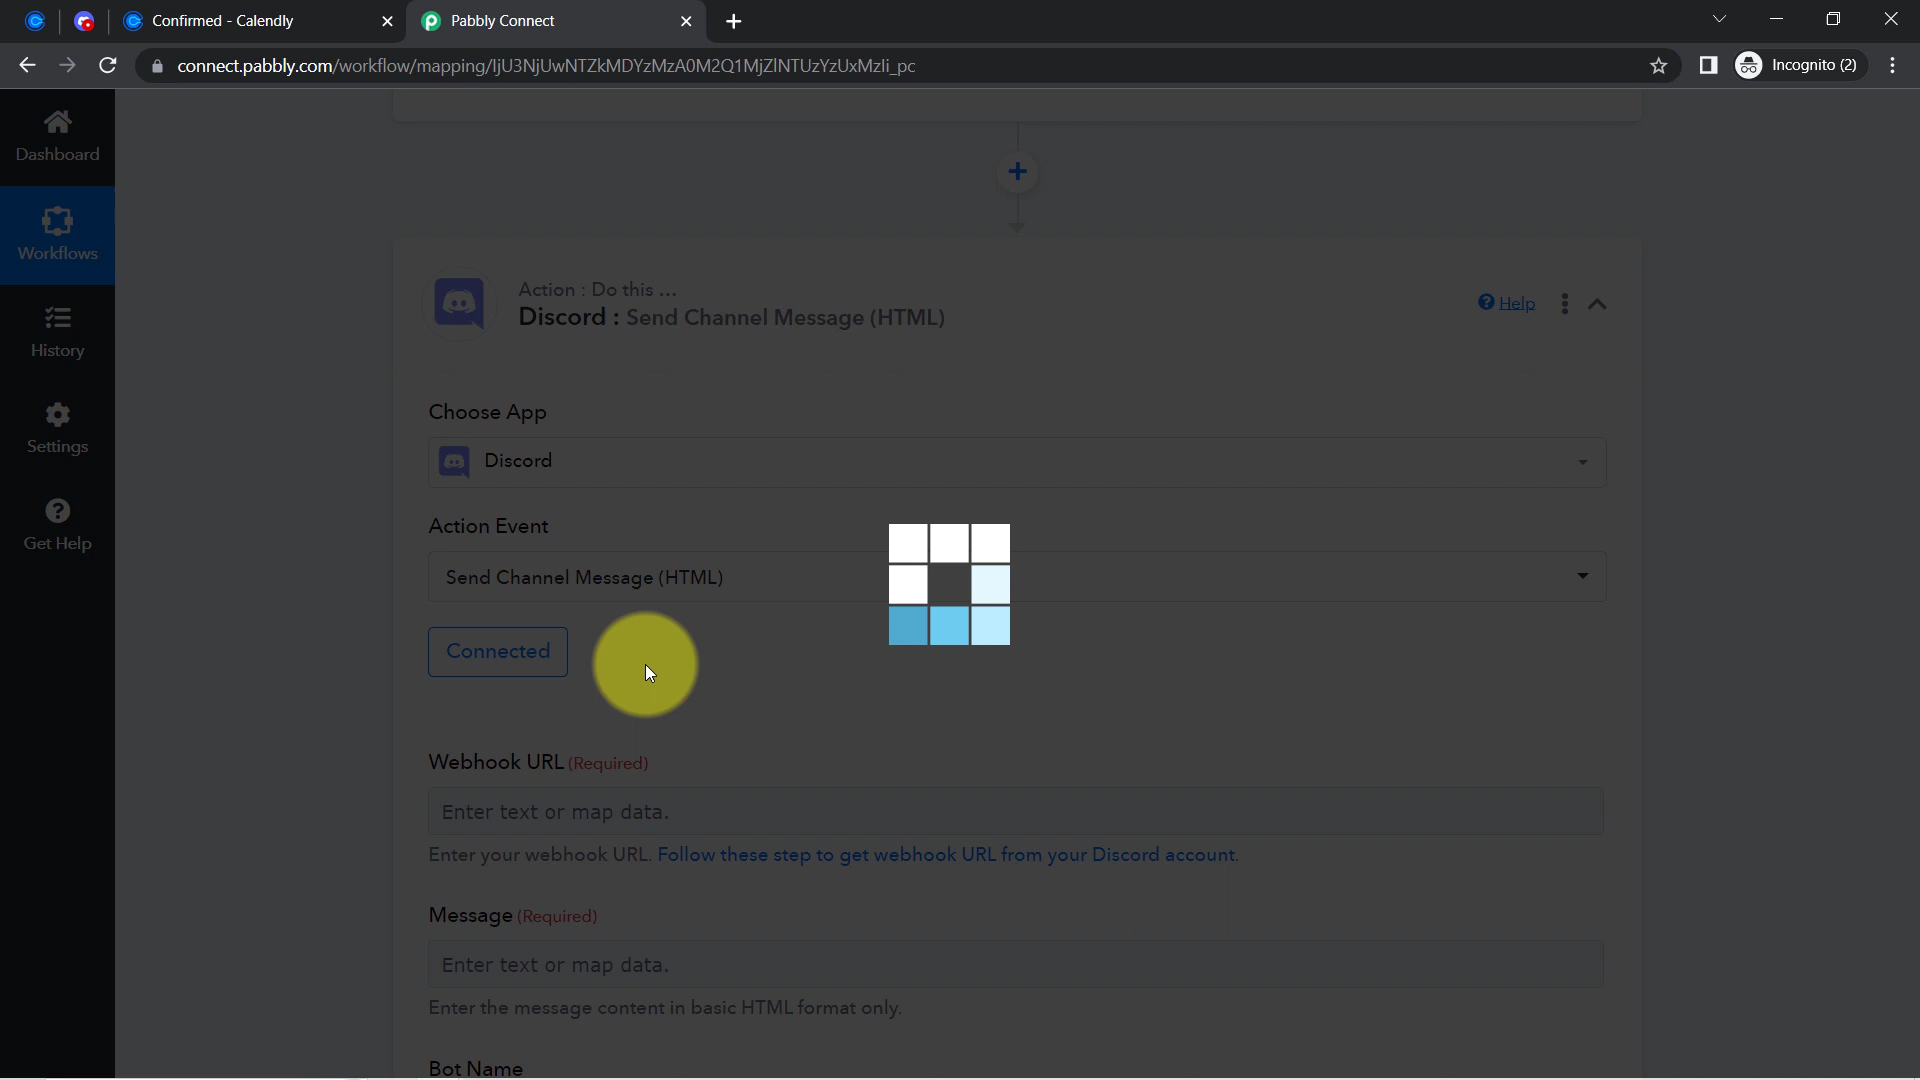 Confirmed - Calendly
Pabbly Connect
connect.pabbly.com/workflow/mapping/IjU3NjUwNTZkMDYzMzA0M2Q1MjZlNTUzYzUxMzIi_pc
Incognito (2)
Dashboard
Workflows
History
Settings
Get Help
Action : Do this ...
Discord : Send Channel Message (HTML)
Help
Choose App
Discord
Action Event
Send Channel Message (HTML)
Connected
Webhook URL (Required)
Enter text or map data.
Enter your webhook URL. Follow these step to get webhook URL from your Discord account.
Message (Required)
Enter text or map data.
Enter the message content in basic HTML format only.
Bot Name